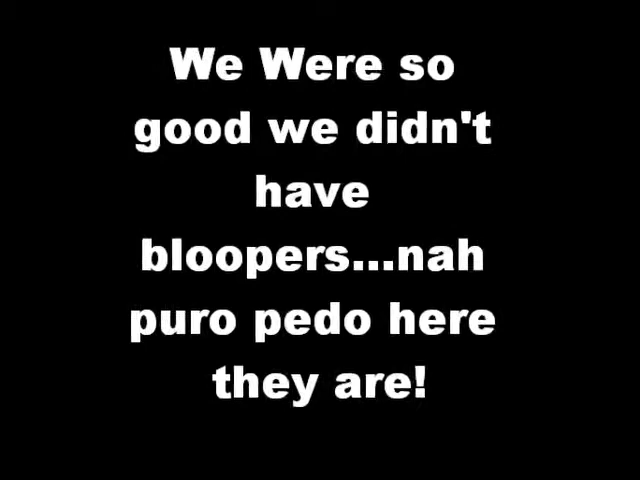 We Were so
good we didn't
have
bloopers...nah
puro pedo here
they are!